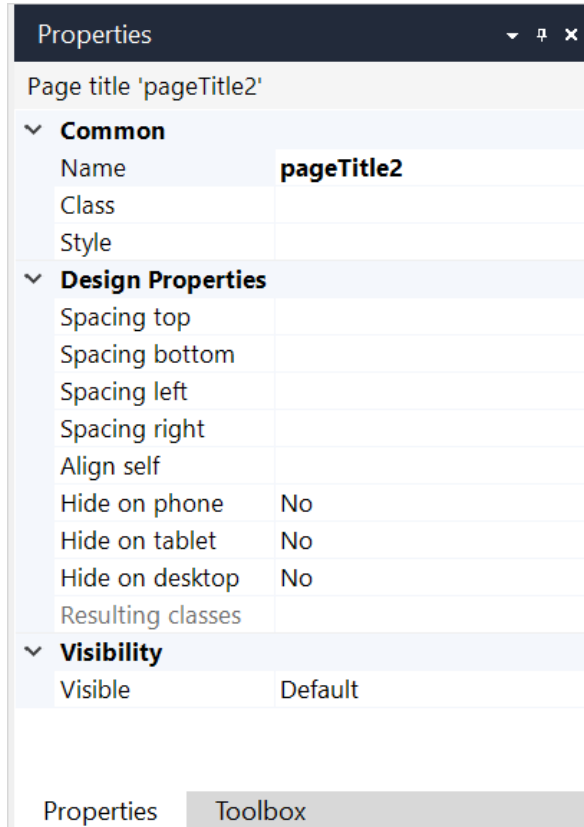 Properties
Page title 'pageTitle2'
Common
Name pageTitle2
Class
Style
Design Properties
Spacing top
Spacing bottom
Spacing left
Spacing right
Align self
Hide on phone No
Hide on tablet No
Hide on desktop No
Resulting classes
Visibility
Visible Default
Properties Toolbox